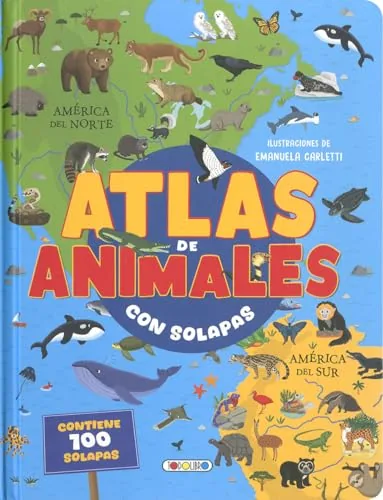 AMÉRICA
DEL NORTE
ILUSTRACIONES DE
EMANUELA CARLETTI
ATLAS
DE
ANIMALES
CON SOLAPAS
AMÉRICA
DEL SUR
CONTIENE
100
SOLAPAS
TODOLIBRO